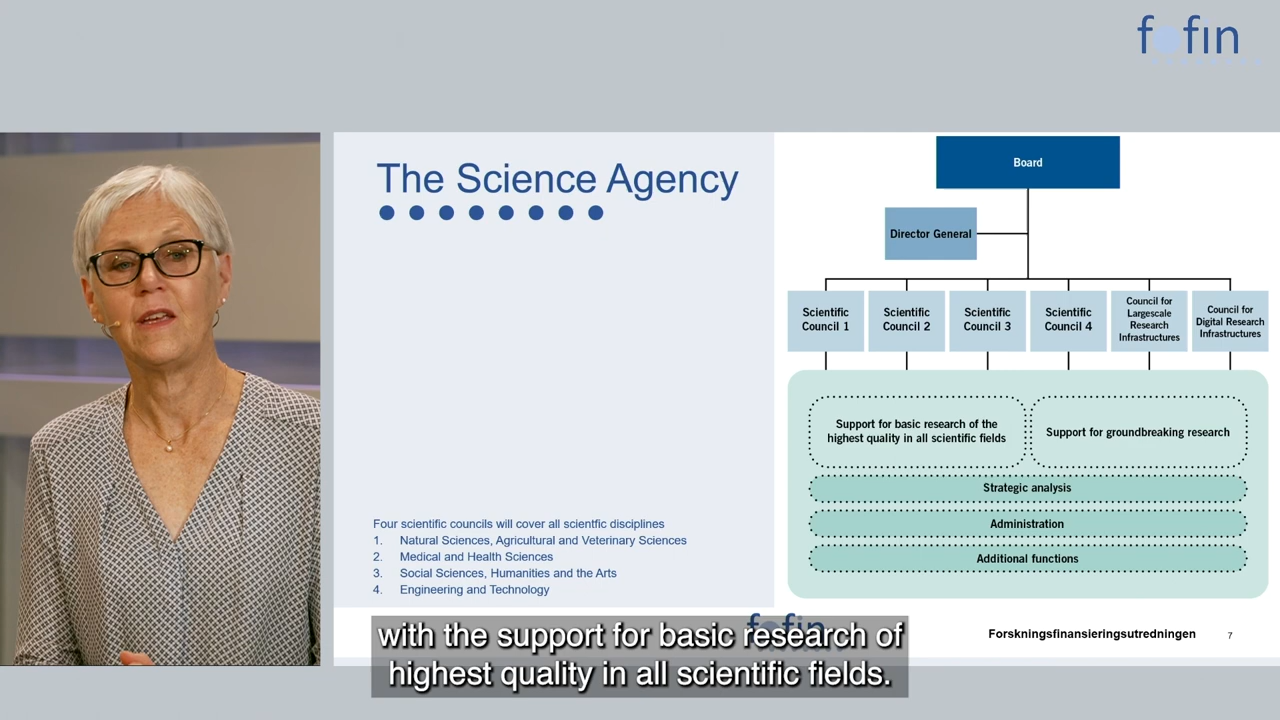 fofin
The Science Agency
Four scientific councils will cover all scientfic disciplines
1. Natural Sciences, Agricultural and Veterinary Sciences
2. Medical and Health Sciences
3. Social Sciences, Humanities and the Arts
4. Engineering and Technology
Board
Director General
Scientific
Council 1
Scientific
Council 2
Scientific
Council 3
Scientific
Council 4
Council for
Largescale
Research
Infrastructures
Council for
Digital Research
Infrastructures
Support for basic research of the
highest quality in all scientific fields
Support for groundbreaking research
Strategic analysis
Administration
Additional functions
fofin
Forskningsfinansieringsutredningen
7
with the support for basic research of
highest quality in all scientific fields.